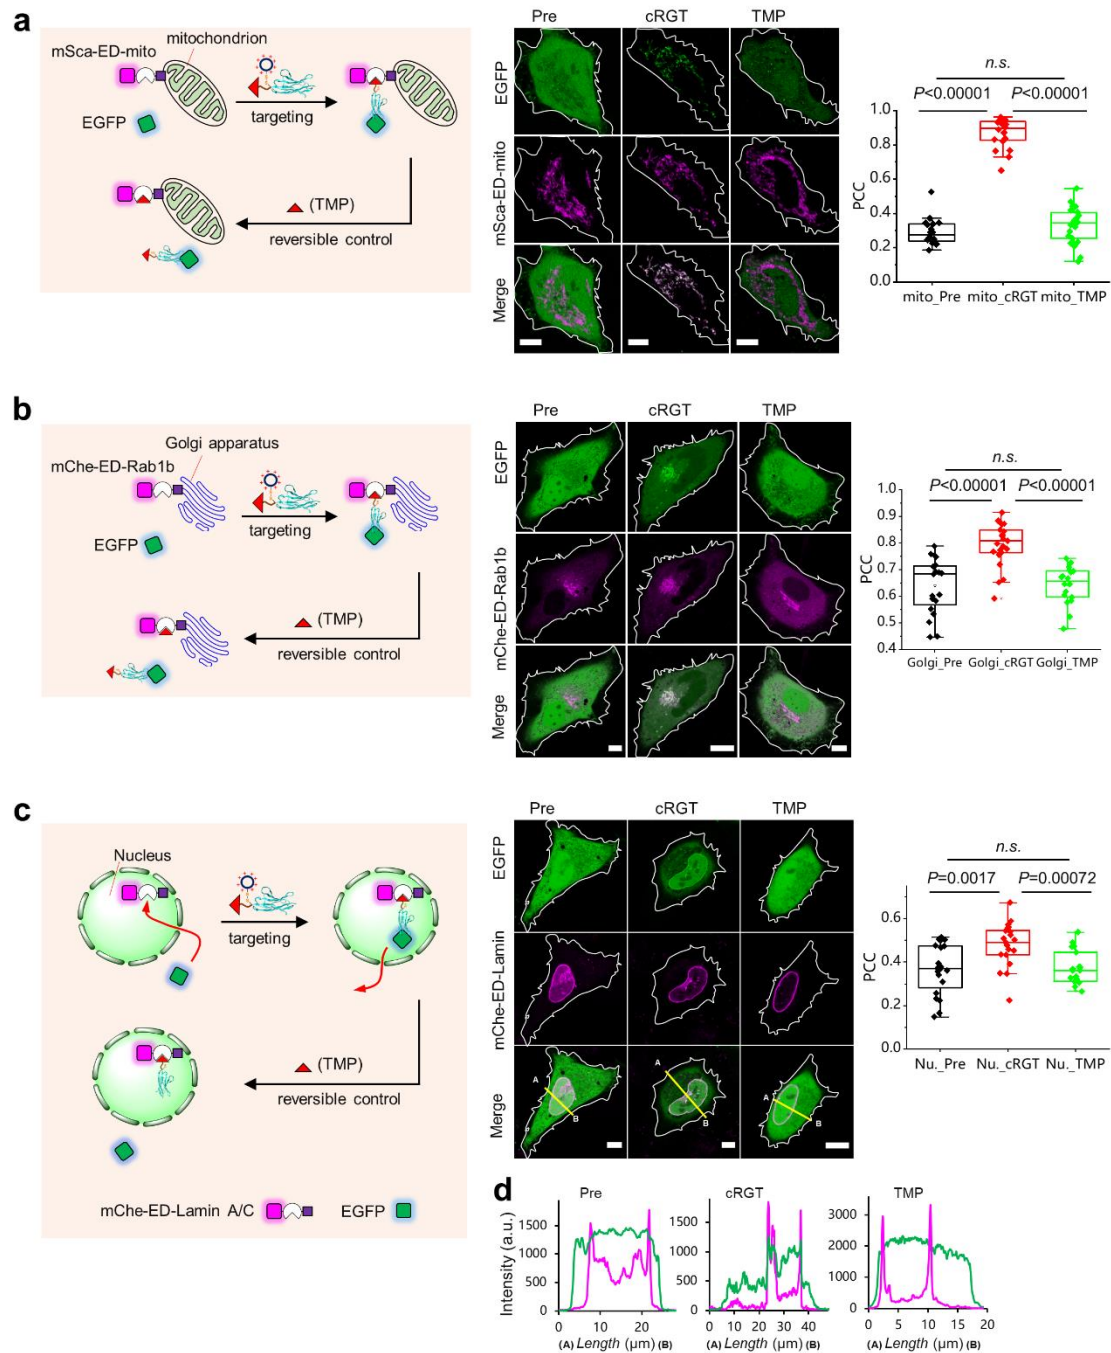 a
mSca-ED-mito
mitochondrion
EGFP
targeting
(TMP)
reversible control
Pre
cRGT
TMP
EGFP
mSca-ED-mito
Merge
n.s.
P<0.00001
P<0.00001
PCC
1.0
0.8
0.6
0.4
0.2
0.0
mito_Pre
mito_cRGT
mito_TMP
b
Golgi apparatus
mChe-ED-Rab1b
EGFP
targeting
(TMP)
reversible control
Pre
cRGT
TMP
EGFP
mChe-ED-Rab1b
Merge
n.s.
P<0.00001
P<0.00001
PCC
1.0
0.9
0.8
0.7
0.6
0.5
0.4
Golgi_Pre
Golgi_cRGT
Golgi_TMP
c
Nucleus
targeting
(TMP)
reversible control
mChe-ED-Lamin A/C
EGFP
Pre
cRGT
TMP
EGFP
mChe-ED-Lamin
Merge
A
B
A
B
A
B
n.s.
P=0.0017
P=0.00072
PCC
0.6
0.4
0.2
0.0
Nu._Pre
Nu._cRGT
Nu._TMP
d
Pre
cRGT
TMP
Intensity (a.u.)
1500
1000
500
0
0
10
20
(A) Length (µm) (B)
1500
1000
500
0
0
10
20
30
40
(A) Length (µm) (B)
3000
2000
1000
0
0
5
10
15
20
(A) Length (µm) (B)